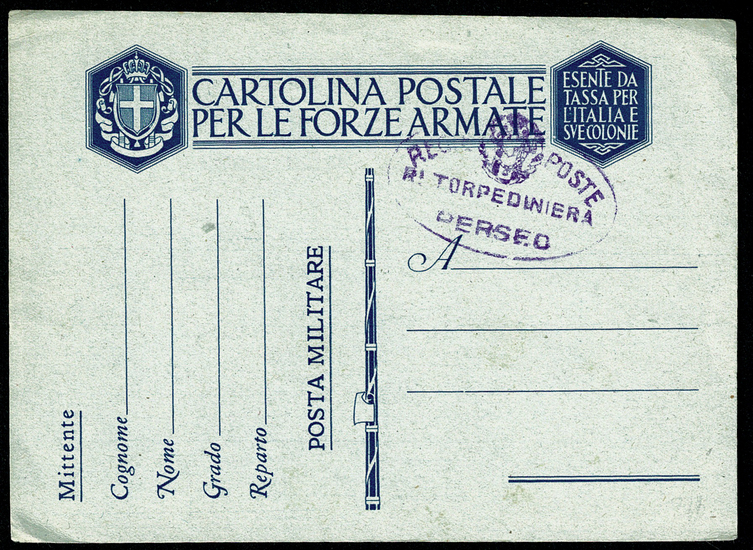 CARTOLINA POSTALE
PER LE FORZE ARMATE
ESENTE DA
TASSA PER
L'ITALIA E
SVE COLONIE
POSTE
R. TORPEDINIERA
PERSEO
A
POSTA MILITARE
Mittente
Cognome
Nome
Grado
Reparto